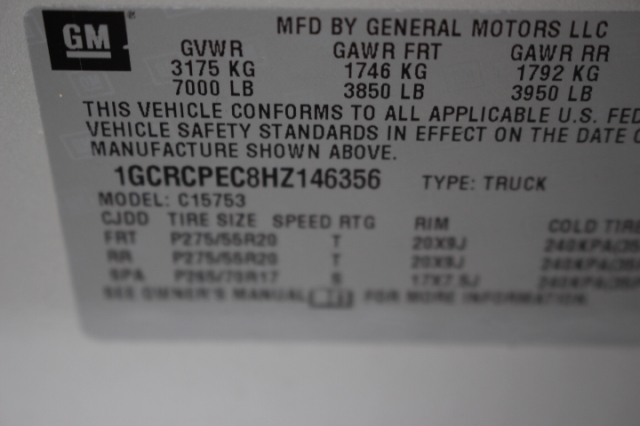 GM
MFD BY GENERAL MOTORS LLC
GVWR GAWR FRT GAWR RR
3175 KG 1746 KG 1792 KG
7000 LB 3850 LB 3950 LB
THIS VEHICLE CONFORMS TO ALL APPLICABLE U.S. FED
VEHICLE SAFETY STANDARDS IN EFFECT ON THE DATE O
MANUFACTURE SHOWN ABOVE.
1GCRCPEC8HZ146356 TYPE: TRUCK
MODEL: C15753
CJDD TIRE SIZE SPEED RTG RIM COLD TIRE
FRT P275/55R20 T 20X9J
RR P275/55R20 T 20X9J
SPA P265/70R17 S 17X7.5J
SEE OWNER'S MANUAL FOR MORE INFORMATION